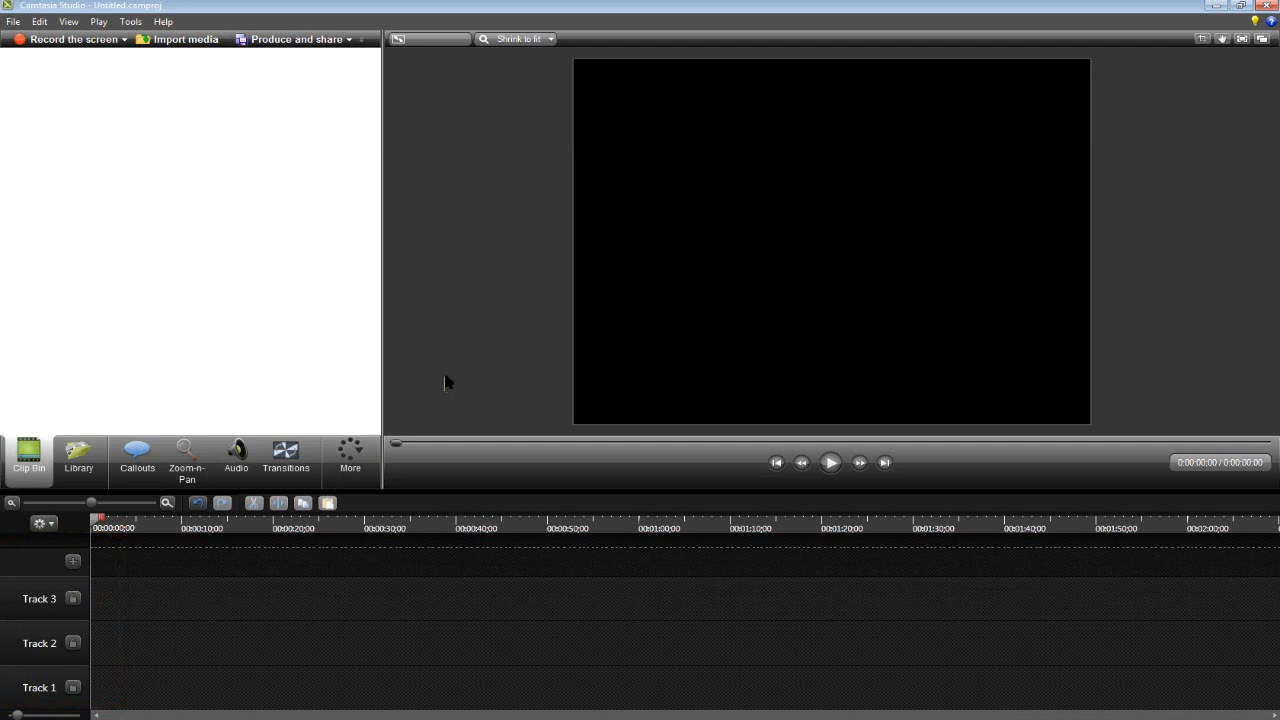 Camtasia Studio - Untitled.camproj
File Edit View Play Tools Help
Record the screen Import media Produce and share Shrink to fit
Clip Bin Library Callouts Zoom-n-Pan Audio Transitions More
0:00:00;00 / 0:00:00:00
00:00:00;00 00:00:10;00 00:00:20;00 00:00:30;00 00:00:40;00 00:00:50;00 00:01:00;00 00:01:10;00 00:01:20;00 00:01:30;00 00:01:40;00 00:01:50;00 00:02:00;00
Track 3
Track 2
Track 1